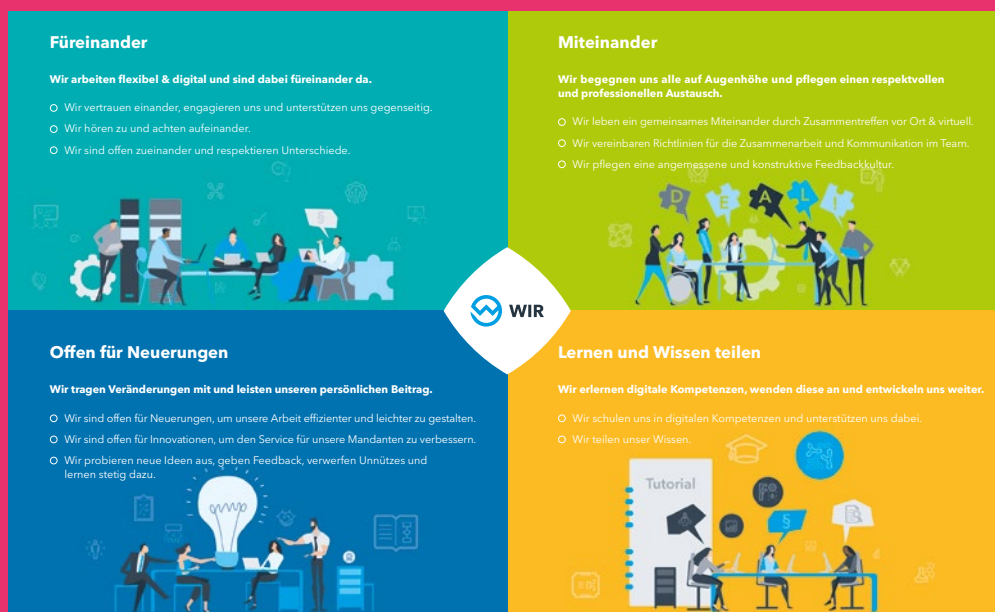 Füreinander
Wir arbeiten flexibel & digital und sind dabei füreinander da.
Wir vertrauen einander, engagieren uns und unterstützen uns gegenseitig.
Wir hören zu und achten aufeinander.
Wir sind offen zueinander und respektieren Unterschiede.
§
Miteinander
Wir begegnen uns alle auf Augenhöhe und pflegen einen respektvollen
und professionellen Austausch.
Wir leben ein gemeinsames Miteinander durch Zusammentreffen vor Ort & virtuell.
Wir vereinbaren Richtlinien für die Zusammenarbeit und Kommunikation im Team.
Wir pflegen eine angemessene und konstruktive Feedbackkultur.
D E A L !
WIR
Offen für Neuerungen
Wir tragen Veränderungen mit und leisten unseren persönlichen Beitrag.
Wir sind offen für Neuerungen, um unsere Arbeit effizienter und leichter zu gestalten.
Wir sind offen für Innovationen, um den Service für unsere Mandanten zu verbessern.
Wir probieren neue Ideen aus, geben Feedback, verwerfen Unnützes und
lernen stetig dazu.
Lernen und Wissen teilen
Wir erlernen digitale Kompetenzen, wenden diese an und entwickeln uns weiter.
Wir schulen uns in digitalen Kompetenzen und unterstützen uns dabei.
Wir teilen unser Wissen.
Tutorial
§